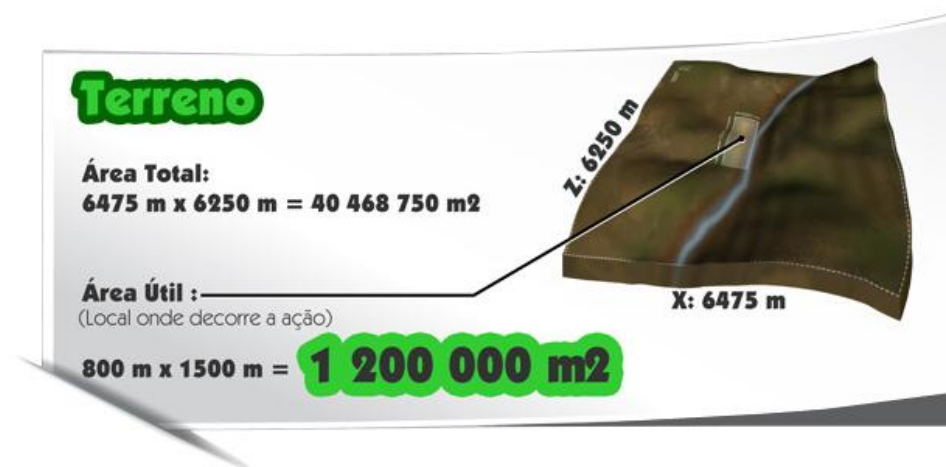 Terreno
Área Total:
6475 m x 6250 m = 40 468 750 m2
Z: 6250 m
X: 6475 m
Área Útil :
(Local onde decorre a ação)
800 m x 1500 m = 1 200 000 m2